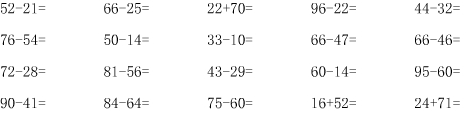 52-21= 66-25= 22+70= 96-22= 44-32=
76-54= 50-14= 33-10= 66-47= 66-46=
72-28= 81-56= 43-29= 60-14= 95-60=
90-41= 84-64= 75-60= 16+52= 24+71=